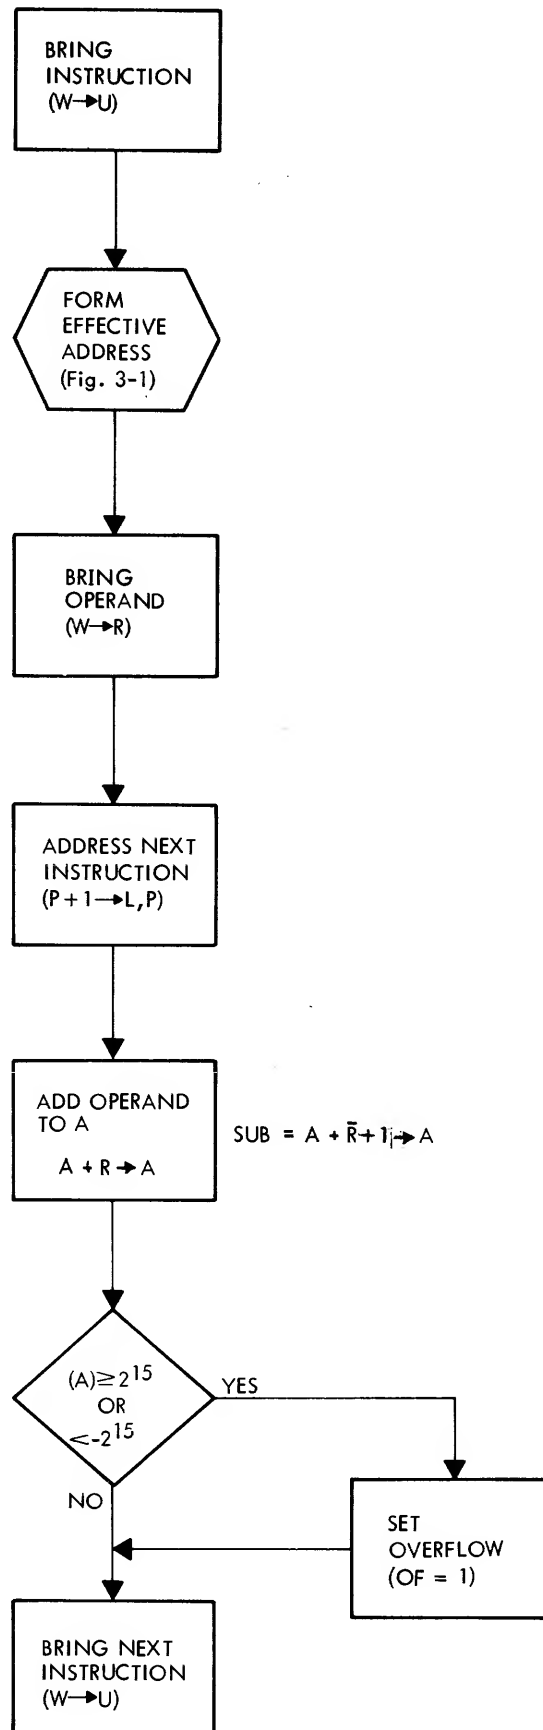 BRING
INSTRUCTION
(W→U)
FORM
EFFECTIVE
ADDRESS
(Fig. 3-1)
BRING
OPERAND
(W→R)
ADDRESS NEXT
INSTRUCTION
(P+1→L,P)
ADD OPERAND
TO A
A + R → A
SUB = A + R̄ + 1 → A
(A)≥2¹⁵
OR
<-2¹⁵
YES
NO
SET
OVERFLOW
(OF = 1)
BRING NEXT
INSTRUCTION
(W→U)